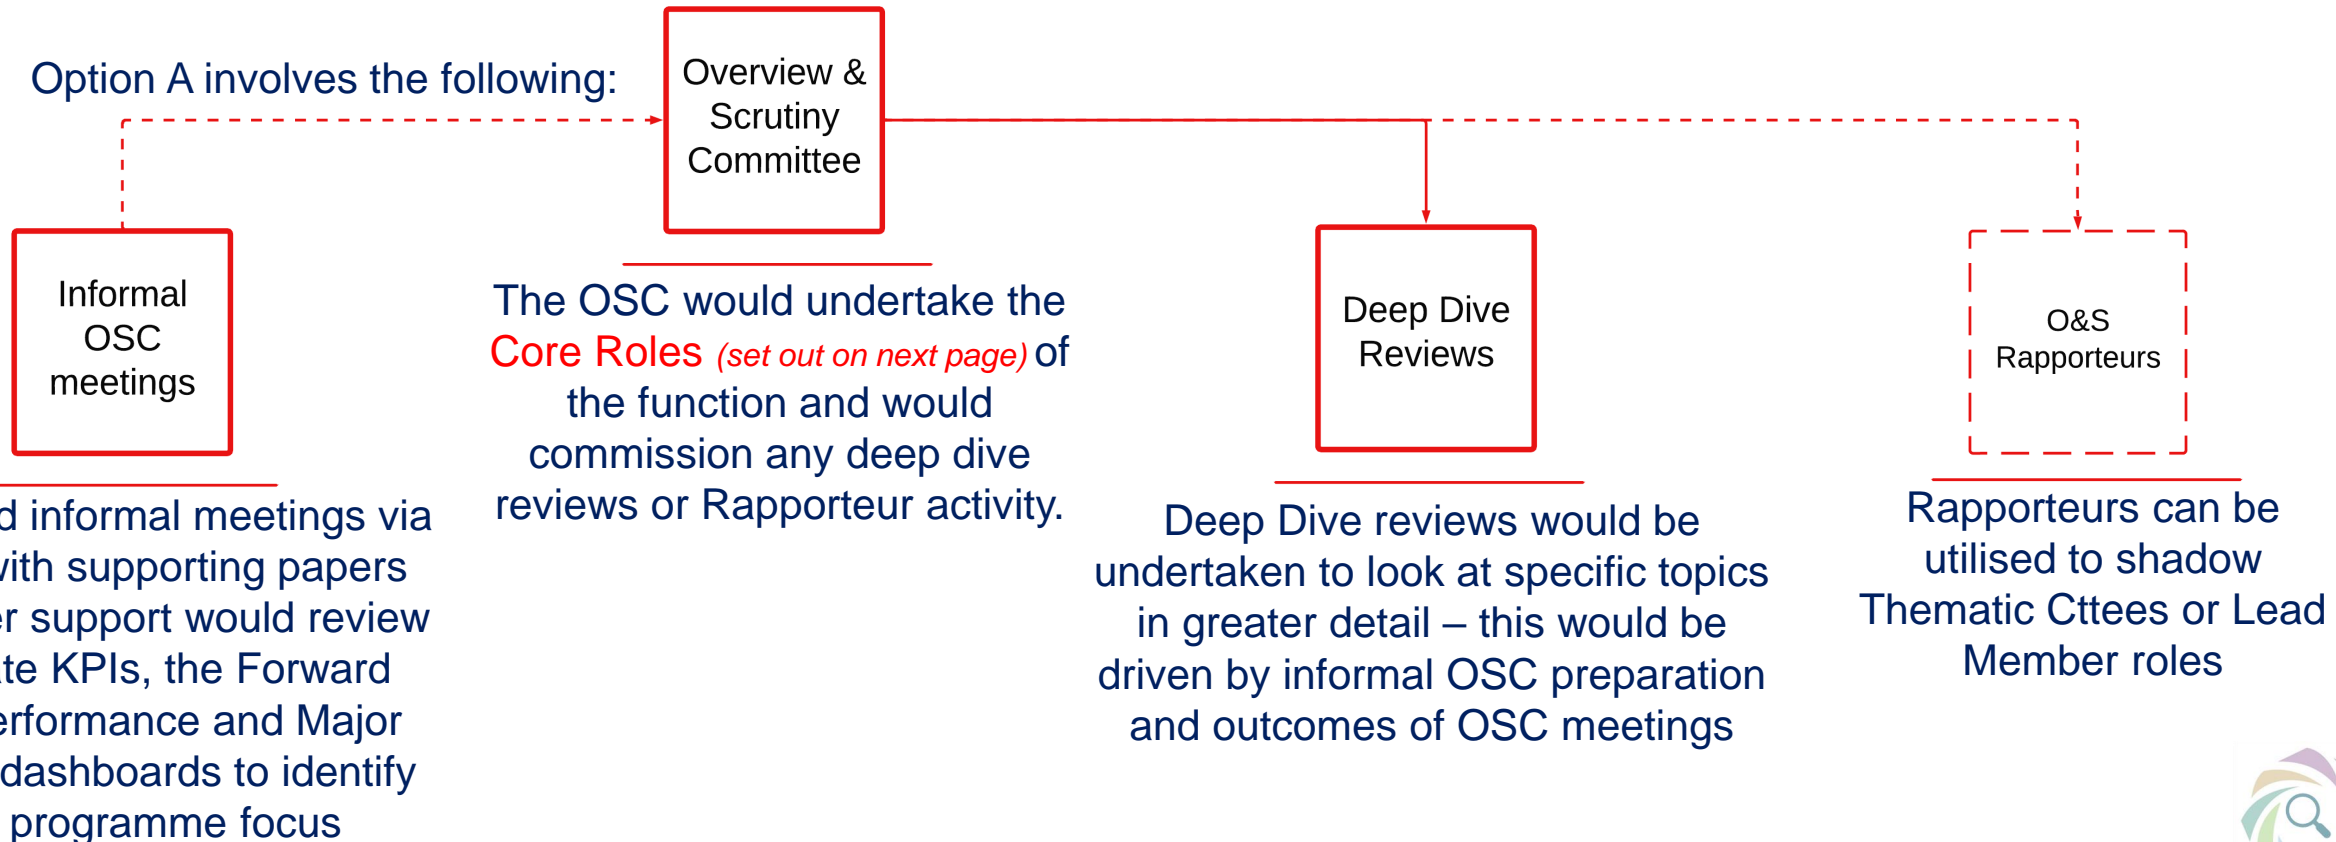 Option A involves the following:
Overview &
Scrutiny
Committee
Informal
OSC
meetings
informal meetings via
supporting papers
support would review
KPIs, the Forward
and Major
dashboards to identify
programme focus
The OSC would undertake the
Core Roles (set out on next page) of
the function and would
commission any deep dive
reviews or Rapporteur activity.
Deep Dive
Reviews
Deep Dive reviews would be
undertaken to look at specific topics
in greater detail – this would be
driven by informal OSC preparation
and outcomes of OSC meetings
O&S
Rapporteurs
Rapporteurs can be
utilised to shadow
Thematic Cttees or Lead
Member roles